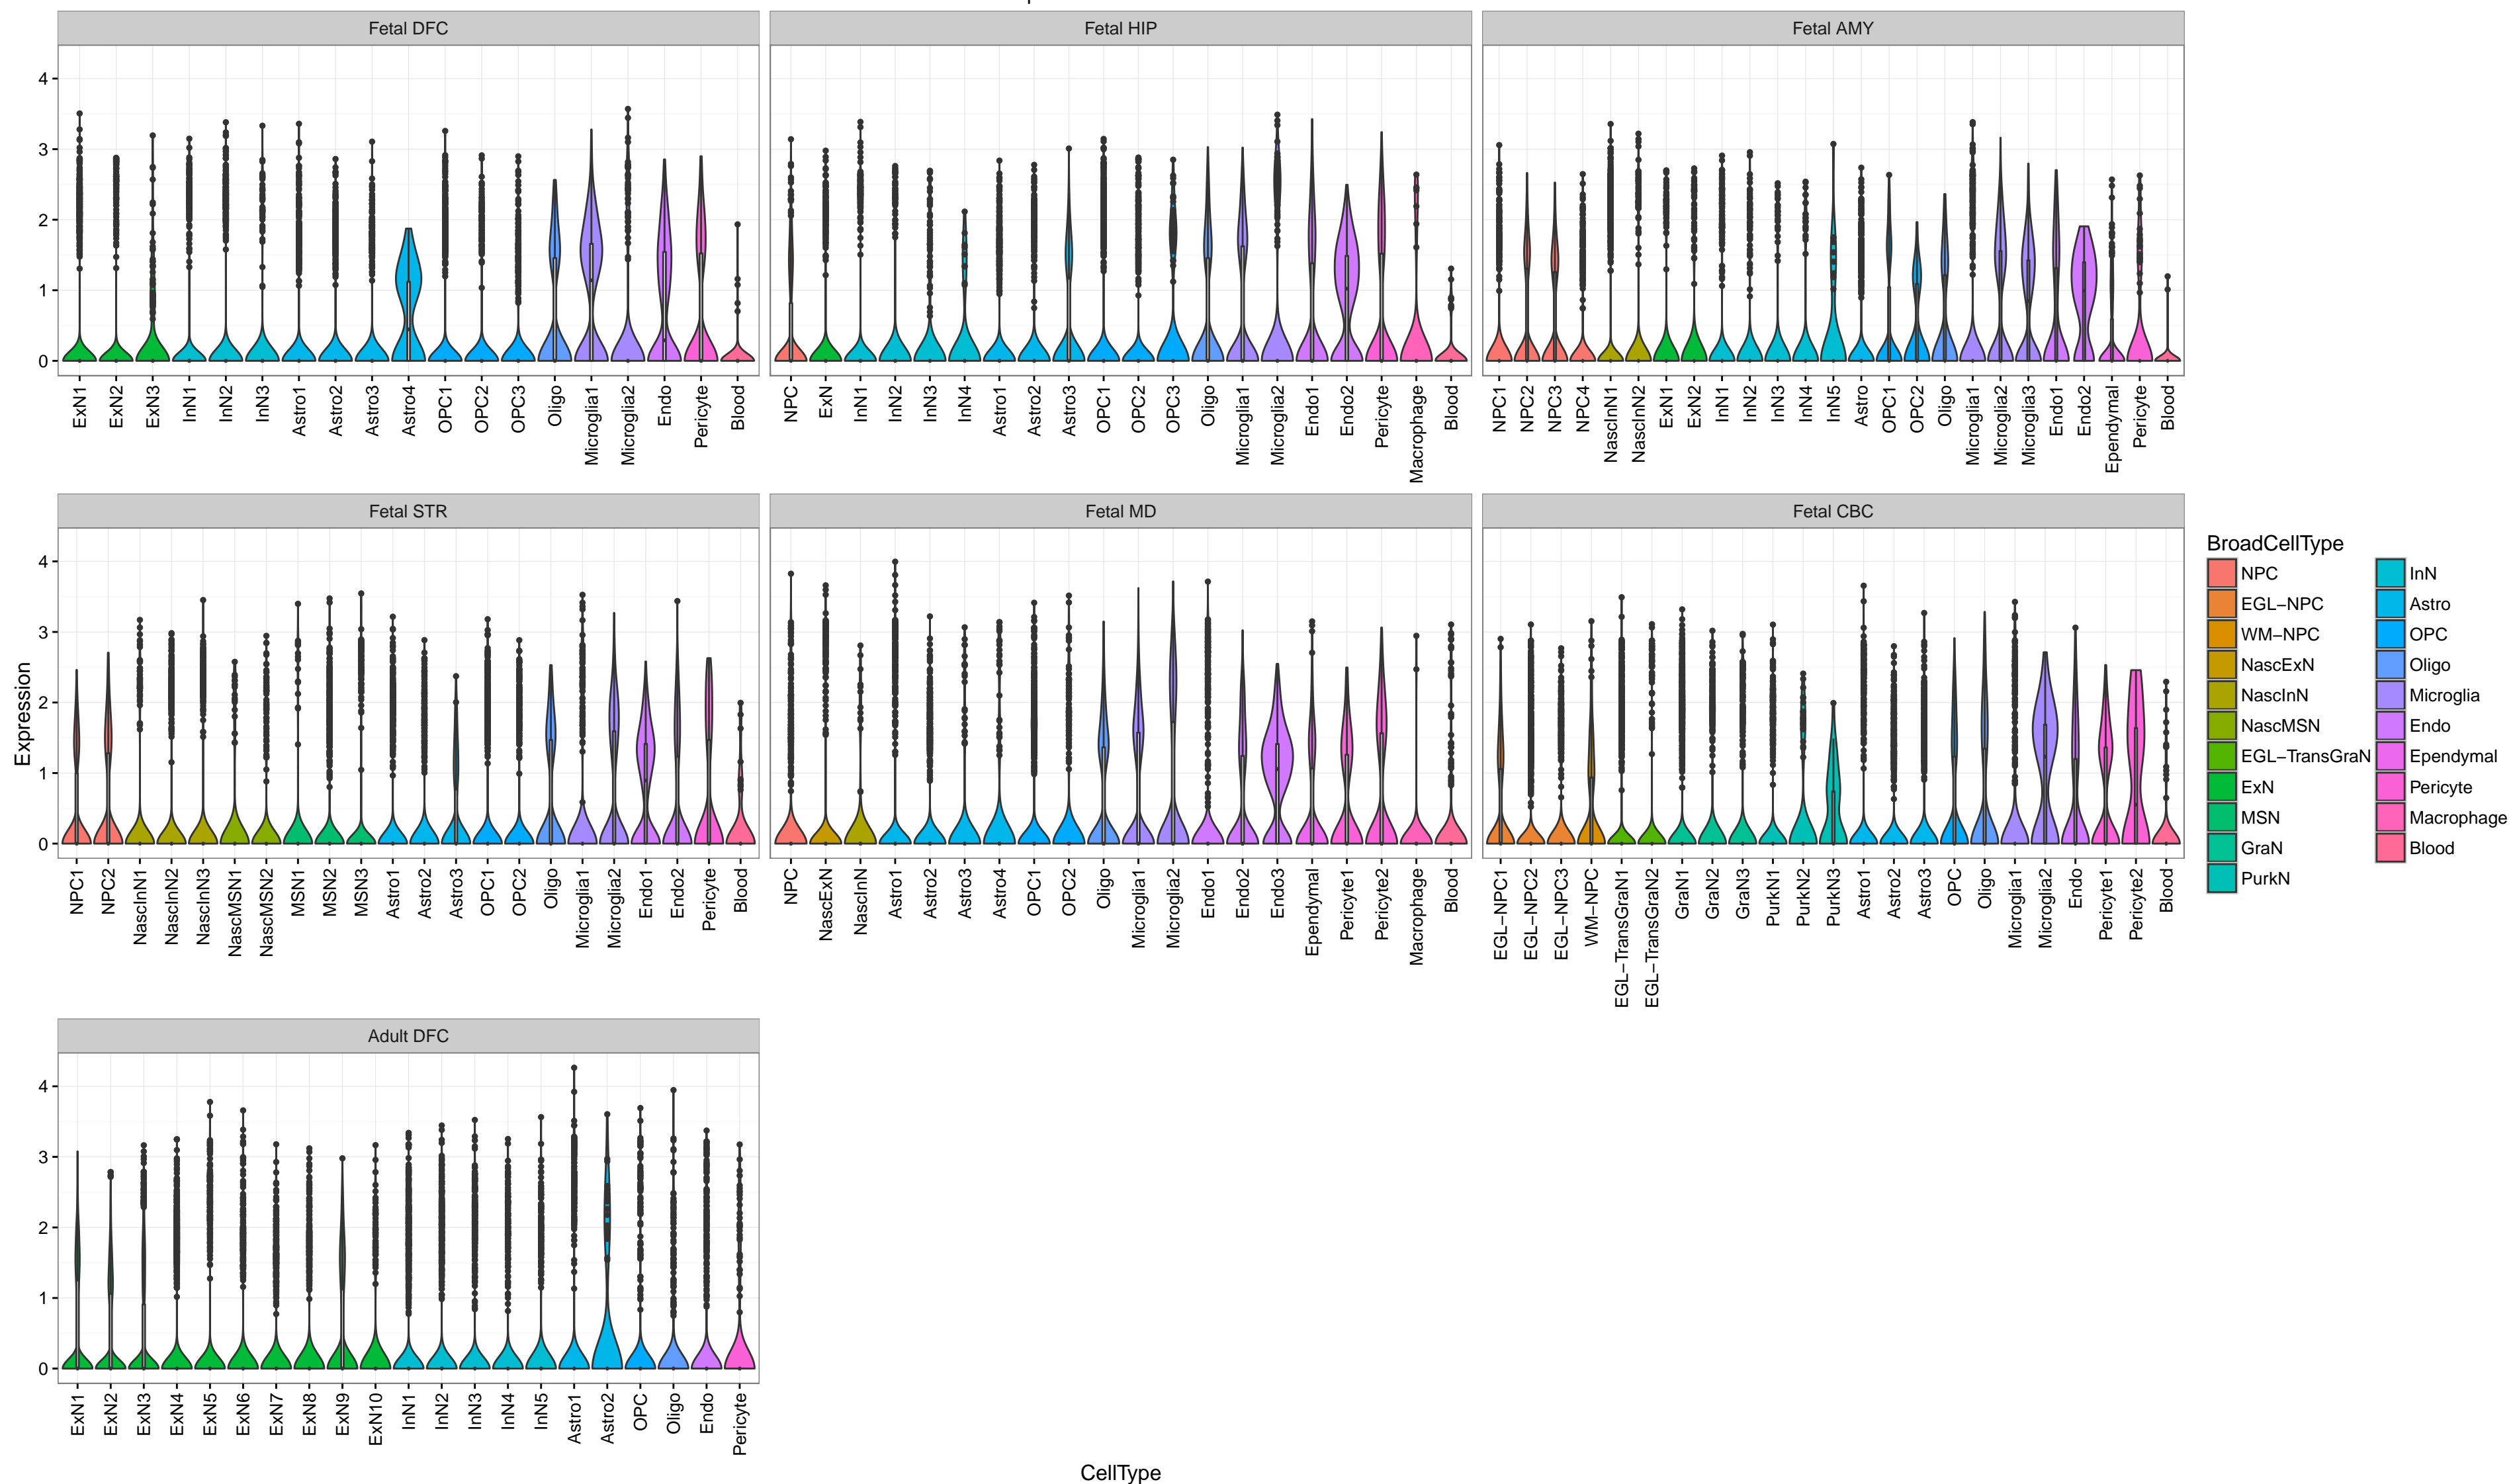 Fetal DFC
Fetal HIP
Fetal AMY
4
3
2
1
0
ExN1 ExN2 ExN3 InN1 InN2 InN3 Astro1 Astro2 Astro3 Astro4 OPC1 OPC2 OPC3 Oligo Microglia1 Microglia2 Endo Pericyte Blood
NPC ExN InN1 InN2 InN3 InN4 Astro1 Astro2 Astro3 OPC1 OPC2 OPC3 Oligo Microglia1 Microglia2 Endo1 Endo2 Pericyte Macrophage Blood
NPC1 NPC2 NPC3 NPC4 NascInN1 NascInN2 ExN1 ExN2 InN1 InN2 InN3 InN4 InN5 Astro OPC1 OPC2 Oligo Microglia1 Microglia2 Microglia3 Endo1 Endo2 Ependymal Pericyte Blood
Fetal STR
Fetal MD
Fetal CBC
Expression
4
3
2
1
0
NPC1 NPC2 NascInN1 NascInN2 NascInN3 NascMSN1 NascMSN2 MSN1 MSN2 MSN3 Astro1 Astro2 Astro3 OPC1 OPC2 Oligo Microglia1 Microglia2 Endo1 Endo2 Pericyte Blood
NPC NascExN NascInN Astro1 Astro2 Astro3 Astro4 OPC1 OPC2 Oligo Microglia1 Microglia2 Endo1 Endo2 Endo3 Ependymal Pericyte1 Pericyte2 Macrophage Blood
EGL−NPC1 EGL−NPC2 EGL−NPC3 WM−NPC EGL−TransGraN1 EGL−TransGraN2 GraN1 GraN2 GraN3 PurkN1 PurkN2 PurkN3 Astro1 Astro2 Astro3 OPC Oligo Microglia1 Microglia2 Endo Pericyte1 Pericyte2 Blood
BroadCellType
NPC
EGL−NPC
WM−NPC
NascExN
NascInN
NascMSN
EGL−TransGraN
ExN
MSN
GraN
PurkN
InN
Astro
OPC
Oligo
Microglia
Endo
Ependymal
Pericyte
Macrophage
Blood
Adult DFC
4
3
2
1
0
ExN1 ExN2 ExN3 ExN4 ExN5 ExN6 ExN7 ExN8 ExN9 ExN10 InN1 InN2 InN3 InN4 InN5 Astro1 Astro2 OPC Oligo Endo Pericyte
CellType